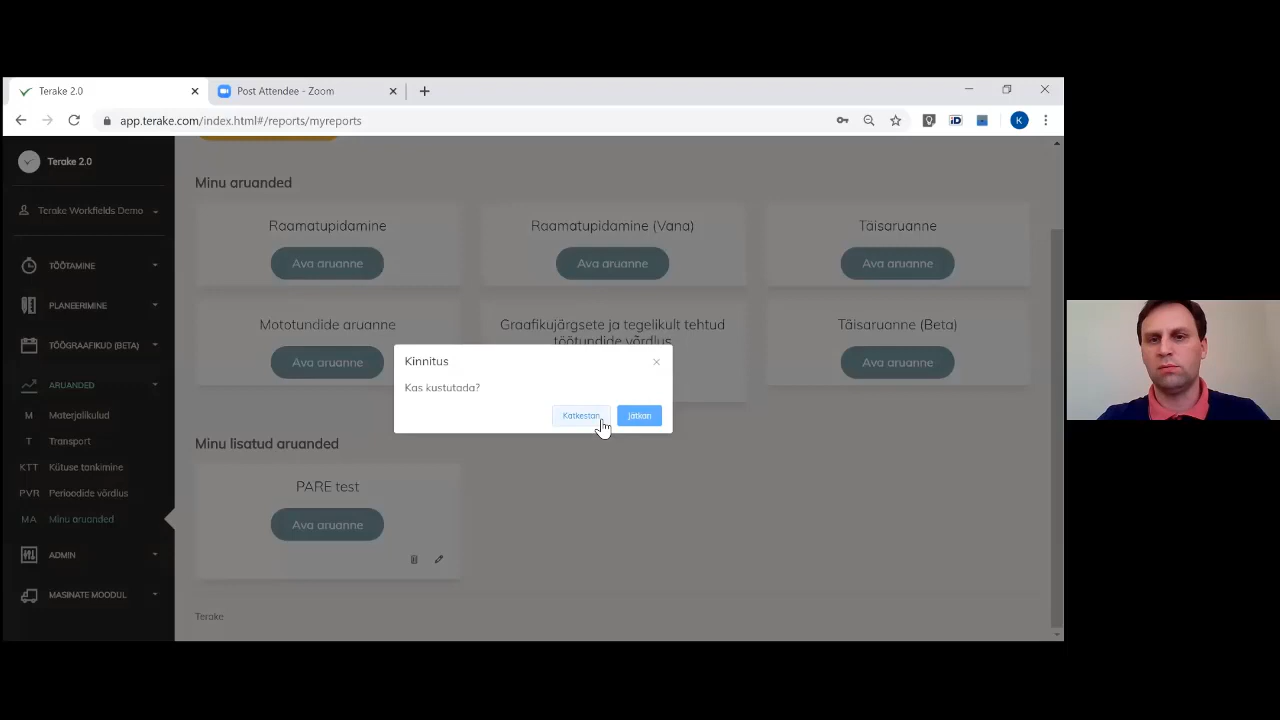 Terake 2.0
Post Attendee - Zoom
app.terake.com/index.html#/reports/myreports
iD
K
Terake 2.0
Terake Workfields Demo
TÖÖTAMINE
PLANEERIMINE
TÖÖGRAAFIKUD (BETA)
ARUANDED
M Materjalikulud
T Transport
KTT Kütuse tankimine
PVR Perioodide võrdlus
MA Minu aruanded
ADMIN
MASINATE MOODUL
Minu aruanded
Raamatupidamine
Ava aruanne
Raamatupidamine (Vana)
Ava aruanne
Täisaruanne
Ava aruanne
Mototundide aruanne
Ava aruanne
Graafikujärgsete ja tegelikult tehtud
töötundide võrdlus
Täisaruanne (Beta)
Ava aruanne
Kinnitus
Kas kustutada?
Katkestan
Jätkan
Minu lisatud aruanded
PARE test
Ava aruanne
Terake